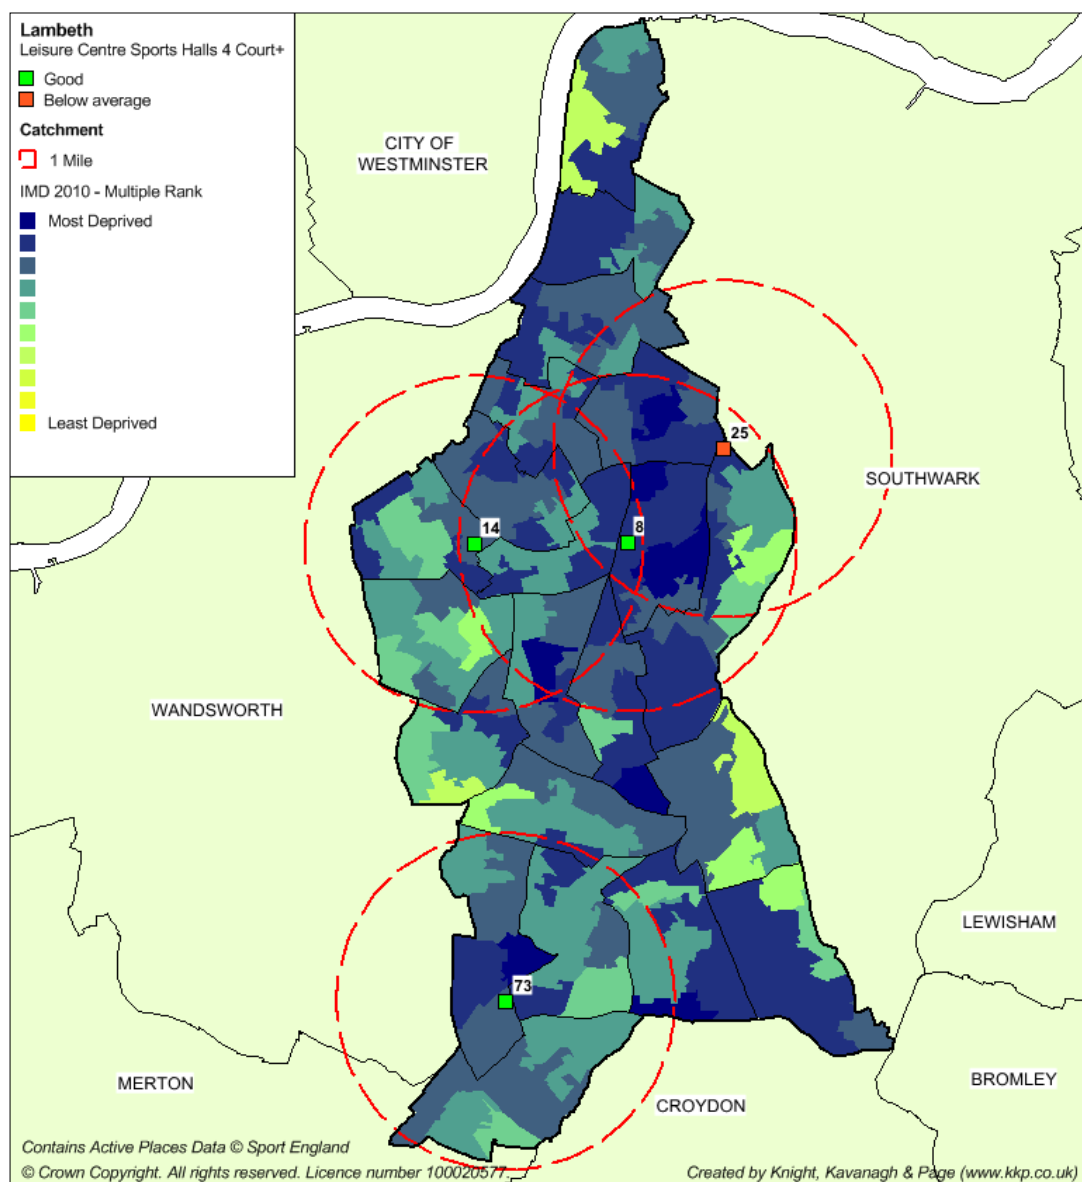 Lambeth
Leisure Centre Sports Halls 4 Court+
Good
Below average
Catchment
1 Mile
IMD 2010 - Multiple Rank
Most Deprived
Least Deprived
CITY OF
WESTMINSTER
25
SOUTHWARK
14
8
WANDSWORTH
LEWISHAM
73
MERTON
BROMLEY
CROYDON
Contains Active Places Data © Sport England
© Crown Copyright. All rights reserved. Licence number 100020577.
Created by Knight, Kavanagh & Page (www.kkp.co.uk)